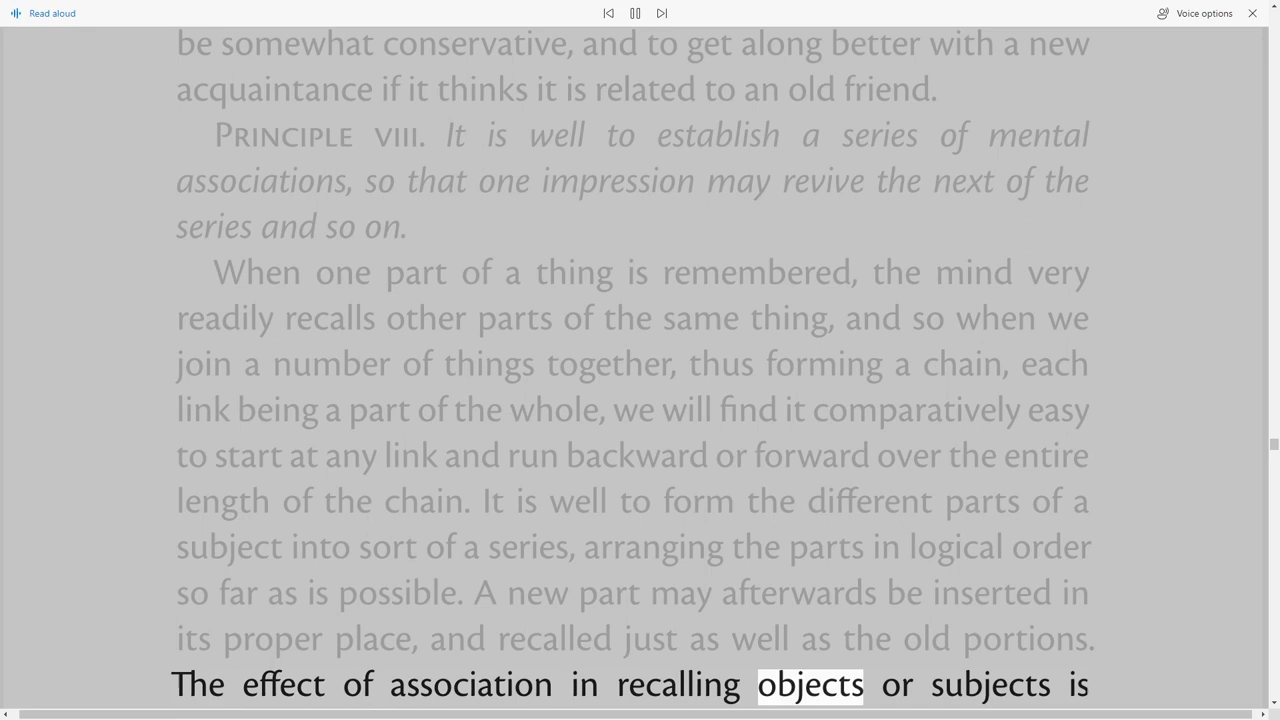 Read aloud
Voice options
be somewhat conservative, and to get along better with a new
acquaintance if it thinks it is related to an old friend.
PRINCIPLE VIII. It is well to establish a series of mental
associations, so that one impression may revive the next of the
series and so on.
When one part of a thing is remembered, the mind very
readily recalls other parts of the same thing, and so when we
join a number of things together, thus forming a chain, each
link being a part of the whole, we will find it comparatively easy
to start at any link and run backward or forward over the entire
length of the chain. It is well to form the different parts of a
subject into sort of a series, arranging the parts in logical order
so far as is possible. A new part may afterwards be inserted in
its proper place, and recalled just as well as the old portions.
The effect of association in recalling objects or subjects is